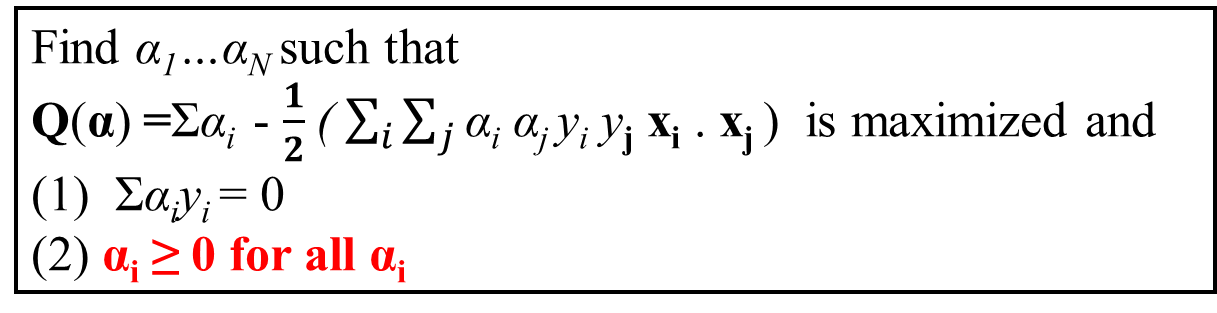 Find α₁...α_N such that
Q(α) =Σαᵢ - 1/2 ( ∑ᵢ ∑ⱼ αᵢ αⱼ yᵢ yⱼ xᵢ . xⱼ ) is maximized and
(1) Σαᵢyᵢ = 0
(2) αᵢ ≥ 0 for all αᵢ